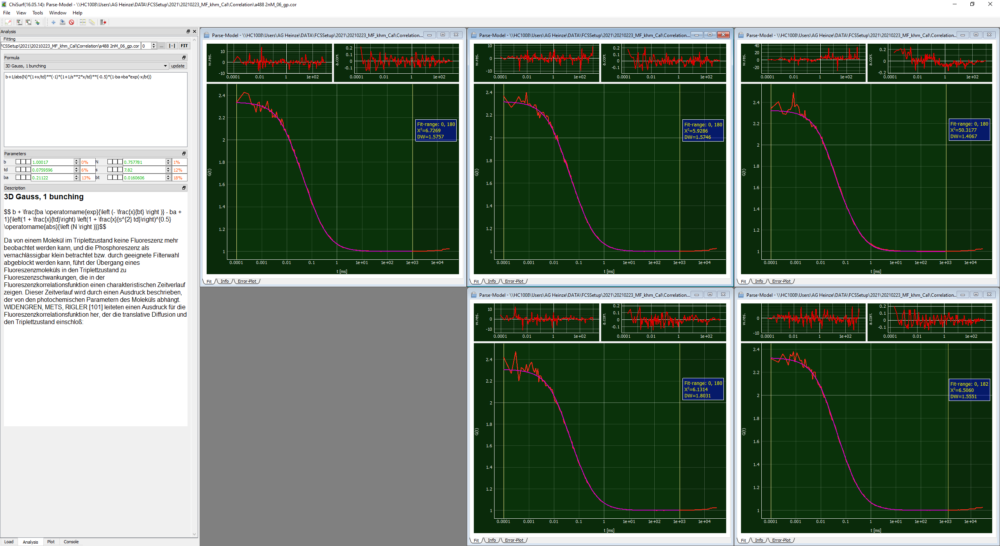 ChiSurf(16.05.14): Parse-Model - \\HC1008\Users\AG Heinze\DATA\FCSSetup\2021\20210223_MF_khm_Cal\Correlation\a488 2nM_06_gp.cor
File View Tools Window Help
Analysis
Fitting
FCSSetup\2021\20210223_MF_khm_Cal\Correlation\a488 2nM_06_gp.cor 0 ... |-| FIT
Formula
3D Gauss, 1 bunching update
b+1/abs(N)*(1+x/td)**(-1)*(1+1/s**2*x/td)**(-0.5)*(1-ba+ba*exp(-x/bt))
Parameters
b 1.00017 0% N 0.757781 1%
td 0.0759596 6% s 7.82 12%
ba 0.21122 13% bt 0.0160606 18%
Description
3D Gauss, 1 bunching
$$ b + \frac{ba \operatorname{exp}{\left (- \frac{x}{bt} \right )} - ba +
1}{\left(1 + \frac{x}{td}\right) \left(1 + \frac{x}{s^{2} td}\right)^{0.5}
\operatorname{abs}{\left (N \right )}}$$
Da von einem Molekül im Triplettzustand keine Fluoreszenz mehr
beobachtet werden kann, und die Phosphoreszenz als
vernachlässigbar klein betrachtet bzw. durch geeignete Filterwahl
abgeblockt werden kann, führt der Übergang eines
Fluoreszenzmoleküls in den Triplettzustand zu
Fluoreszenzschwankungen, die in der
Fluoreszenzkorrelationsfunktion einen charakteristischen Zeitverlauf
zeigen. Dieser Zeitverlauf wird durch einen Ausdruck beschrieben,
der von den photochemischen Parametern des Moleküls abhängt.
WIDENGREN, METS, RIGLER [101] leiteten einen Ausdruck für die
Fluoreszenzkorrelationsfunktion her, der die translative Diffusion und
den Triplettzustand einschloß:
Load Analysis Plot Console
Parse-Model - \\HC1008\Users\AG Heinze\DATA\FCSSetup\2021\20210223_MF_khm_Cal\Correlation...
w.res.
10
0
-10
0.0001 0.01 1 1e+02
a.corr.
0.2
0.1
0
-0.1
0.0001 0.01 1 1e+02
G(t)
2.4
2.2
2
1.8
1.6
1.4
1.2
1
Fit-range: 0, 180
X²=6.7269
DW=1.5757
0.0001 0.001 0.01 0.1 1 1e+01 1e+02 1e+03 1e+04
t [ms]
Fit Info Error-Plot
Parse-Model - \\HC1008\Users\AG Heinze\DATA\FCSSetup\2021\20210223_MF_khm_Cal\Correlation...
w.res.
10
0
-10
0.0001 0.01 1 1e+02
a.corr.
0.2
0.1
0
-0.1
0.0001 0.01 1 1e+02
G(t)
2.4
2.2
2
1.8
1.6
1.4
1.2
1
Fit-range: 0, 180
X²=5.9286
DW=1.5746
0.0001 0.001 0.01 0.1 1 1e+01 1e+02 1e+03 1e+04
t [ms]
Fit Info Error-Plot
Parse-Model - \\HC1008\Users\AG Heinze\DATA\FCSSetup\2021\20210223_MF_khm_Cal\Correlation...
w.res.
40
20
0
-20
0.0001 0.01 1 1e+02
a.corr.
0.2
0
-0.2
0.0001 0.01 1 1e+02
G(t)
2.4
2.2
2
1.8
1.6
1.4
1.2
1
Fit-range: 0, 180
X²=50.3177
DW=1.4067
0.0001 0.001 0.01 0.1 1 1e+01 1e+02 1e+03 1e+04
t [ms]
Fit Info Error-Plot
Parse-Model - \\HC1008\Users\AG Heinze\DATA\FCSSetup\2021\20210223_MF_khm_Cal\Correlation...
w.res.
10
0
-10
0.0001 0.01 1 1e+02
a.corr.
0.2
0.1
0
-0.1
0.0001 0.01 1 1e+02
G(t)
2.4
2.2
2
1.8
1.6
1.4
1.2
1
Fit-range: 0, 180
X²=6.1314
DW=1.8031
0.0001 0.001 0.01 0.1 1 1e+01 1e+02 1e+03 1e+04
t [ms]
Fit Info Error-Plot
Parse-Model - \\HC1008\Users\AG Heinze\DATA\FCSSetup\2021\20210223_MF_khm_Cal\Correlation...
w.res.
0
-10
0.0001 0.01 1 1e+02
a.corr.
0.2
0.1
0
-0.1
0.0001 0.01 1 1e+02
G(t)
2.4
2.2
2
1.8
1.6
1.4
1.2
1
Fit-range: 0, 182
X²=6.5060
DW=1.5551
0.0001 0.001 0.01 0.1 1 1e+01 1e+02 1e+03 1e+04
t [ms]
Fit Info Error-Plot